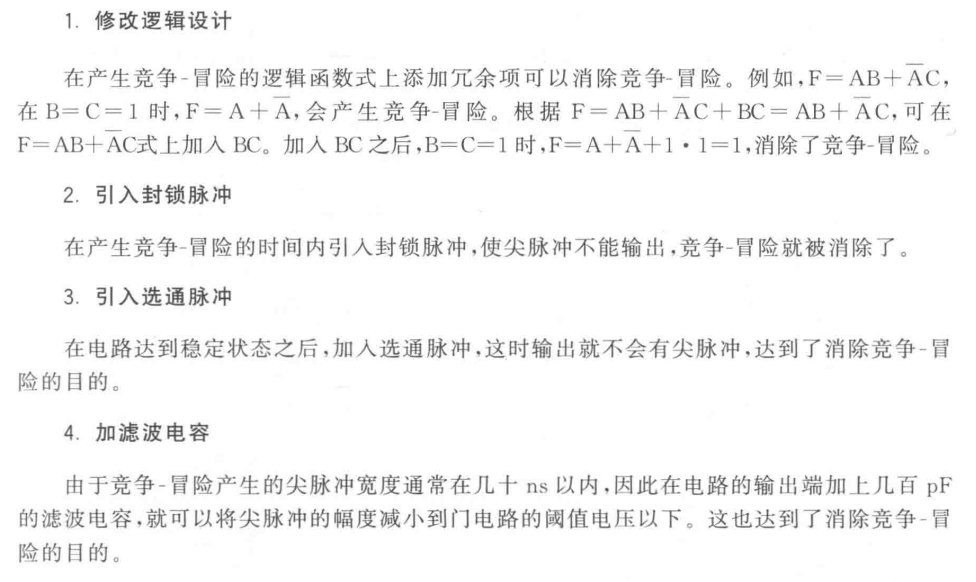 1. 修改逻辑设计
在产生竞争-冒险的逻辑函数式上添加冗余项可以消除竞争-冒险。例如,F=AB+A̅C,
在 B=C=1 时,F=A+A̅,会产生竞争-冒险。根据 F=AB+A̅C+BC=AB+A̅C,可在
F=AB+A̅C式上加入 BC。加入 BC 之后,B=C=1 时,F=A+A̅+1·1=1,消除了竞争-冒险。
2. 引入封锁脉冲
在产生竞争-冒险的时间内引入封锁脉冲,使尖脉冲不能输出,竞争-冒险就被消除了。
3. 引入选通脉冲
在电路达到稳定状态之后,加入选通脉冲,这时输出就不会有尖脉冲,达到了消除竞争-冒
险的目的。
4. 加滤波电容
由于竞争-冒险产生的尖脉冲宽度通常在几十 ns 以内,因此在电路的输出端加上几百 pF
的滤波电容,就可以将尖脉冲的幅度减小到门电路的阈值电压以下。这也达到了消除竞争-冒
险的目的。